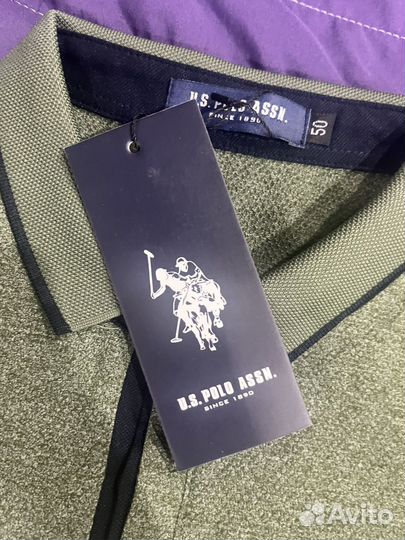 U.S. POLO ASSN.
SINCE 1890
50
U.S. POLO ASSN.
SINCE 1890
Avito